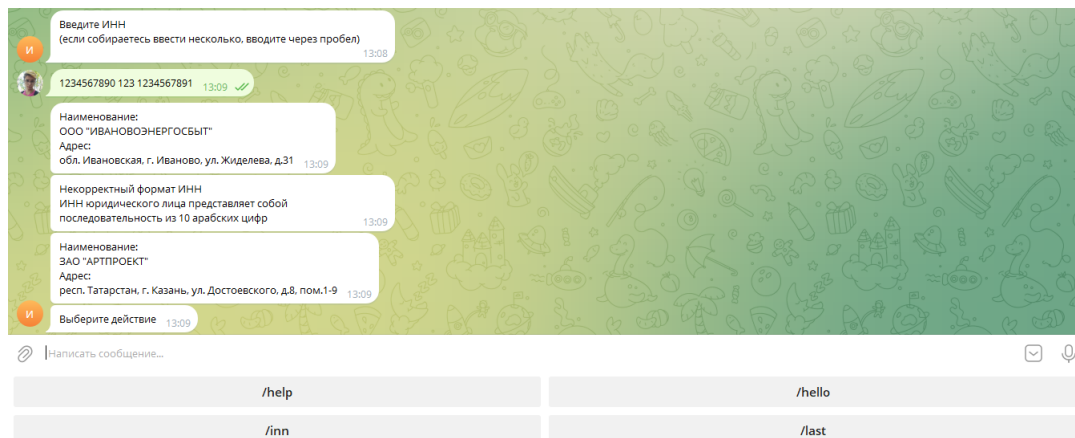 Введите ИНН
(если собираетесь ввести несколько, вводите через пробел)
13:08
И
1234567890 123 1234567891 13:09
Наименование:
ООО "ИВАНОВОЭНЕРГОСБЫТ"
Адрес:
обл. Ивановская, г. Иваново, ул. Жиделева, д.31 13:09
Некорректный формат ИНН
ИНН юридического лица представляет собой
последовательность из 10 арабских цифр 13:09
Наименование:
ЗАО "АРТПРОЕКТ"
Адрес:
респ. Татарстан, г. Казань, ул. Достоевского, д.8, пом.1-9 13:09
И
Выберите действие 13:09
Написать сообщение...
/help /hello
/inn /last